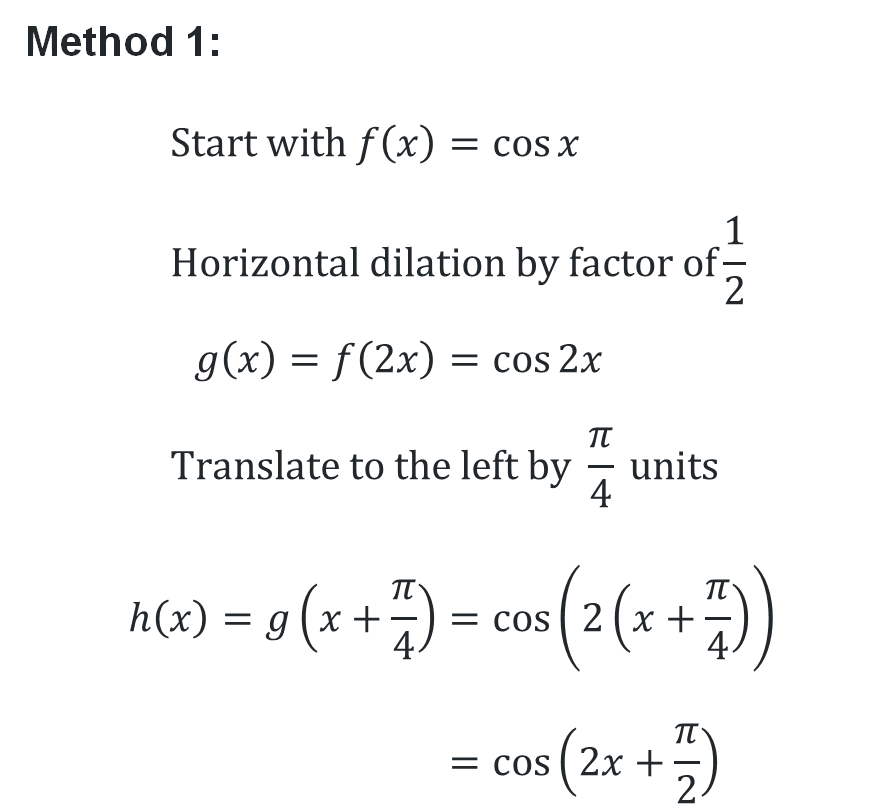 Method 1:
Start with f(x) = cos x
Horizontal dilation by factor of 1/2
g(x) = f(2x) = cos 2x
Translate to the left by π/4 units
h(x) = g(x + π/4) = cos(2(x + π/4))
= cos(2x + π/2)